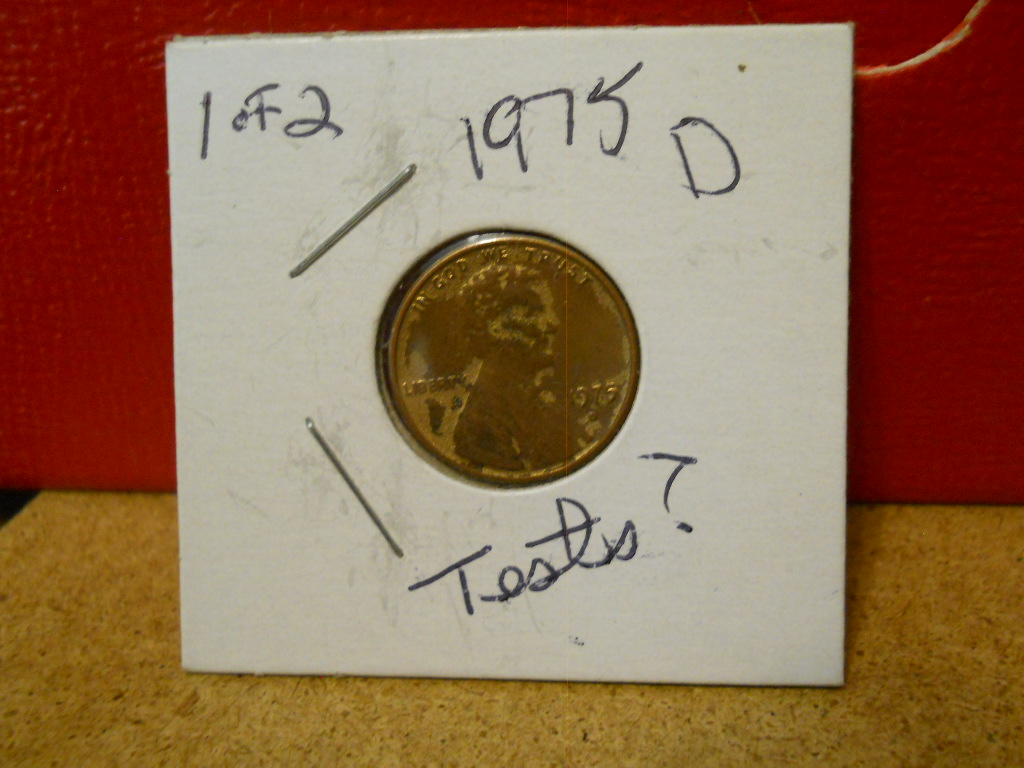 1 of 2
1975 D
IN GOD WE TRUST
LIBERTY
1975
D
Tests?